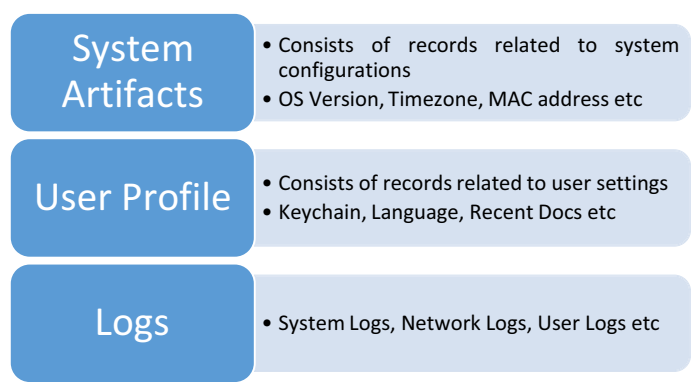 System
Artifacts
• Consists of records related to system
configurations
• OS Version, Timezone, MAC address etc
User Profile
• Consists of records related to user settings
• Keychain, Language, Recent Docs etc
Logs
• System Logs, Network Logs, User Logs etc